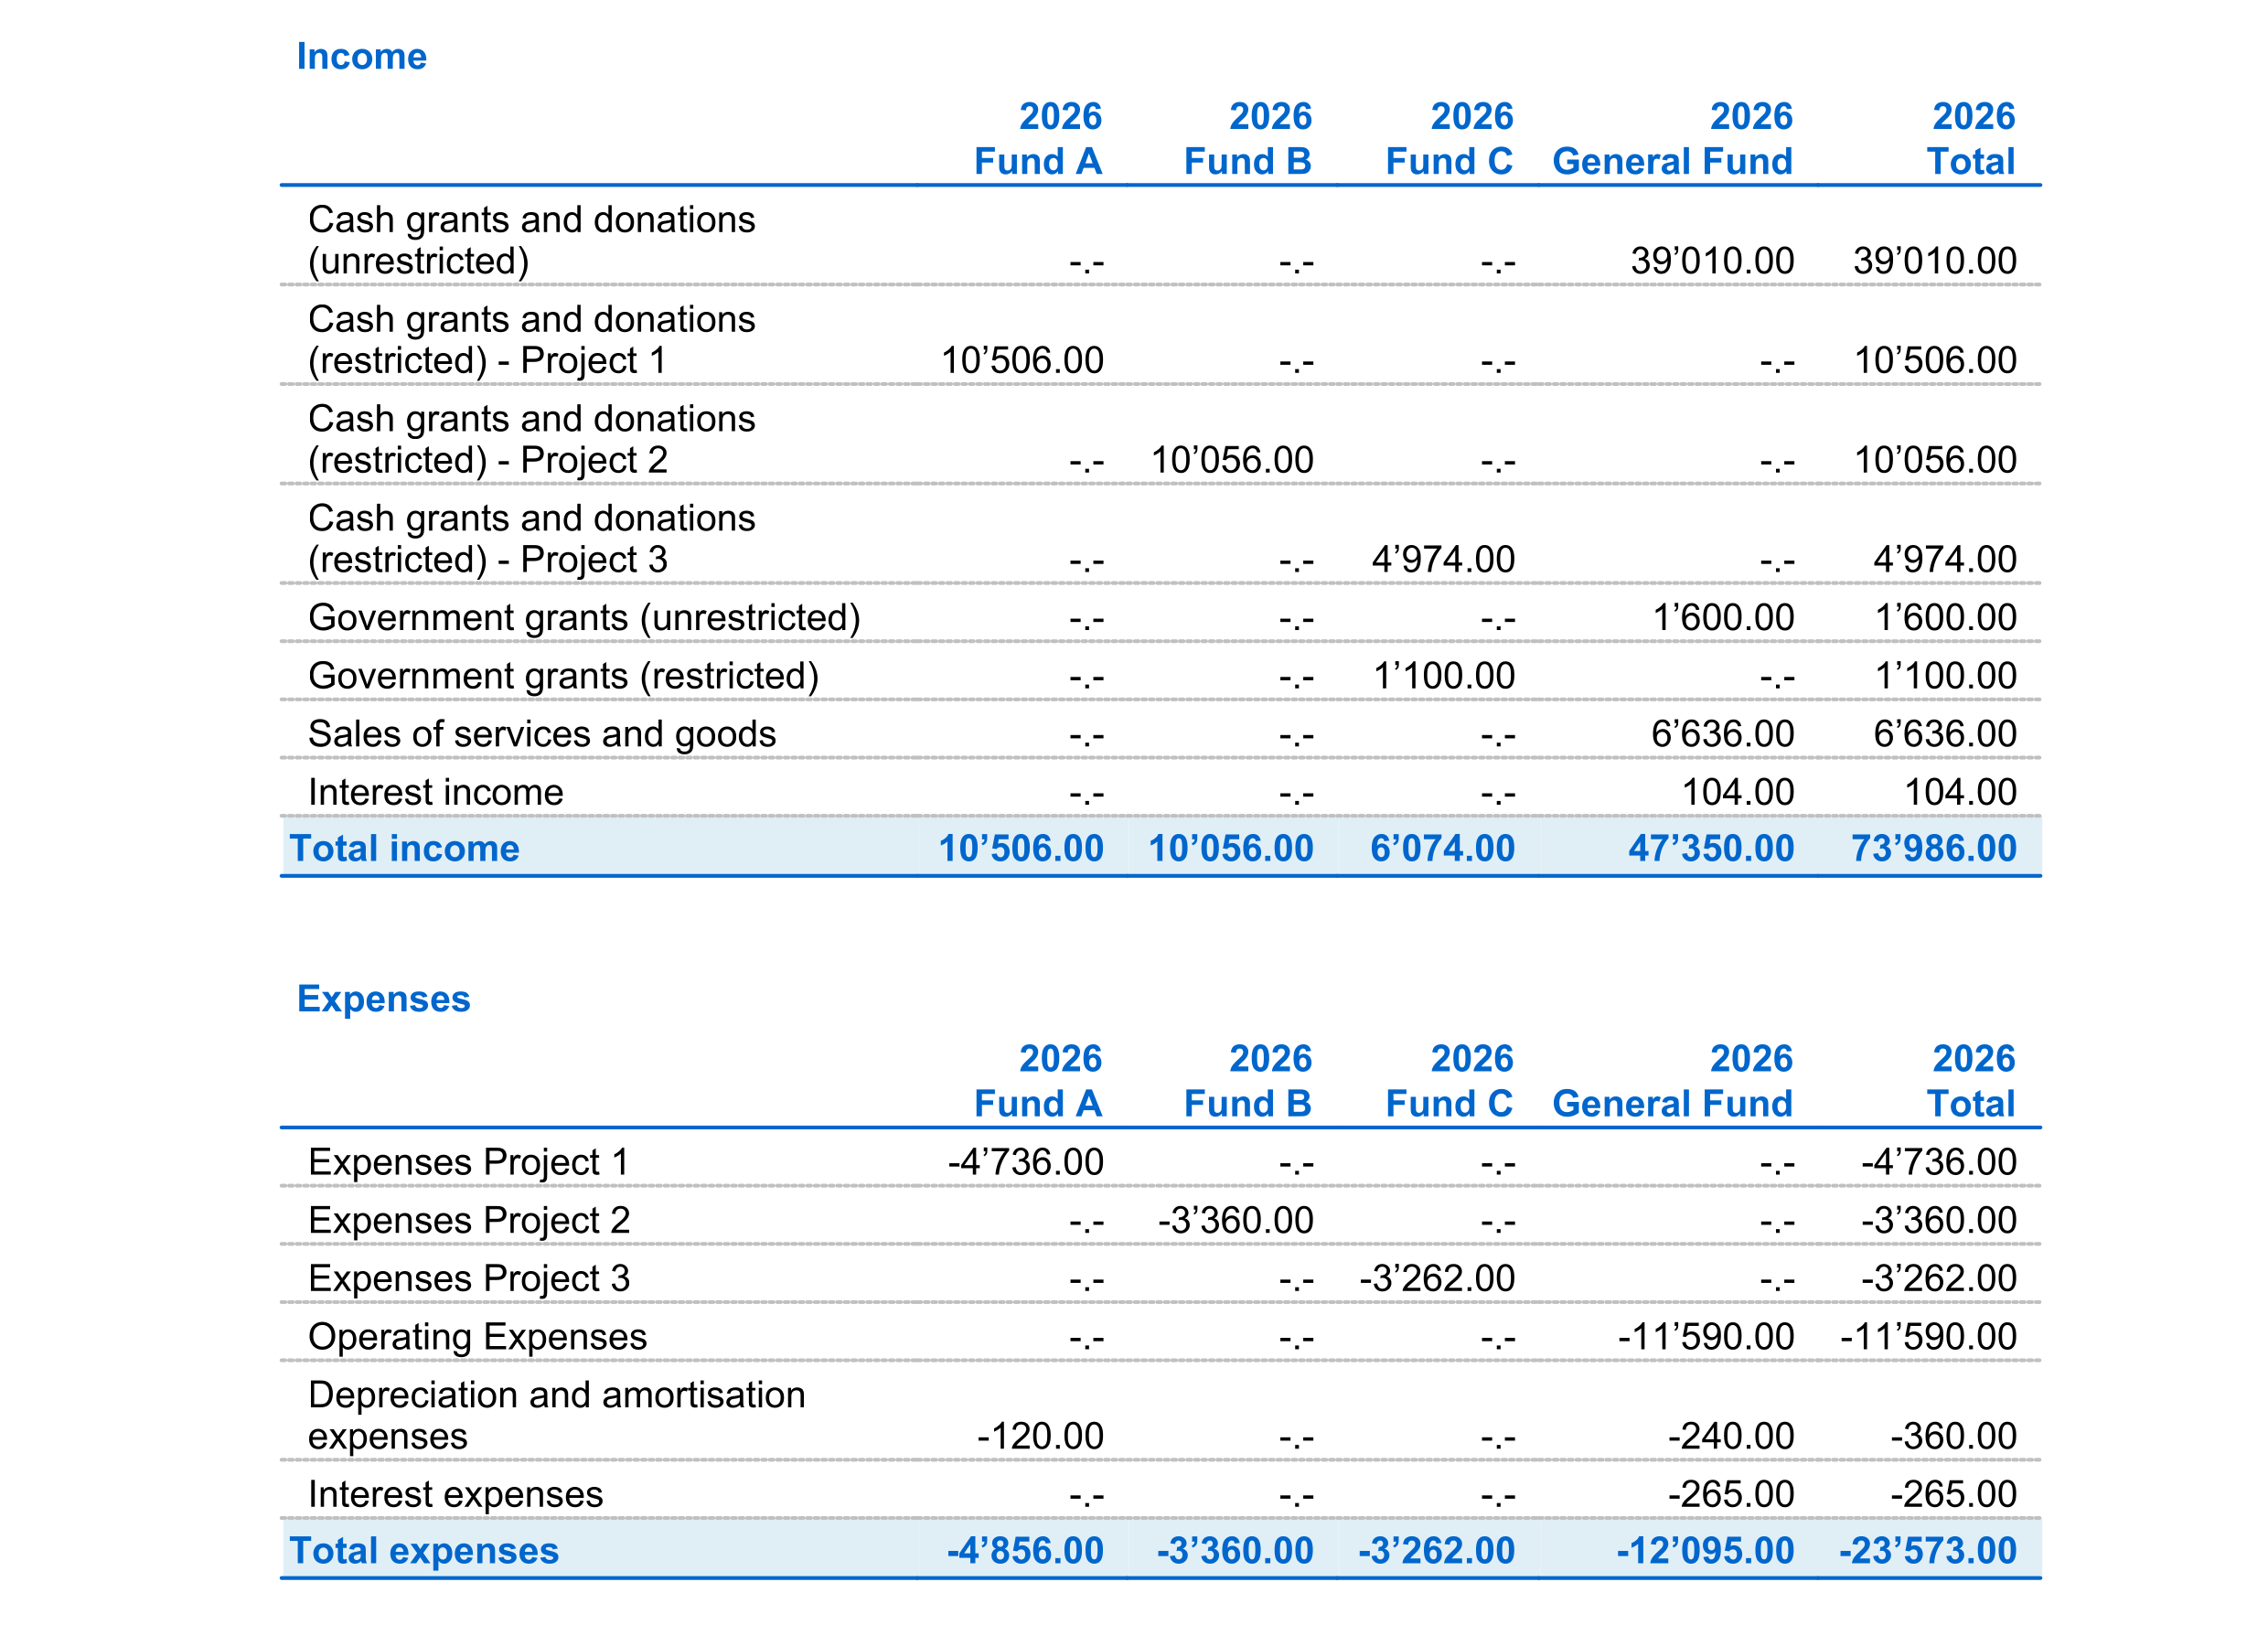 Income
2026 2026 2026 2026 2026
Fund A Fund B Fund C General Fund Total
Cash grants and donations
(unrestricted) -.- -.- -.- 39’010.00 39’010.00
Cash grants and donations
(restricted) - Project 1 10’506.00 -.- -.- -.- 10’506.00
Cash grants and donations
(restricted) - Project 2 -.- 10’056.00 -.- -.- 10’056.00
Cash grants and donations
(restricted) - Project 3 -.- -.- 4’974.00 -.- 4’974.00
Government grants (unrestricted) -.- -.- -.- 1’600.00 1’600.00
Government grants (restricted) -.- -.- 1’100.00 -.- 1’100.00
Sales of services and goods -.- -.- -.- 6’636.00 6’636.00
Interest income -.- -.- -.- 104.00 104.00
Total income 10’506.00 10’056.00 6’074.00 47’350.00 73’986.00
Expenses
2026 2026 2026 2026 2026
Fund A Fund B Fund C General Fund Total
Expenses Project 1 -4’736.00 -.- -.- -.- -4’736.00
Expenses Project 2 -.- -3’360.00 -.- -.- -3’360.00
Expenses Project 3 -.- -.- -3’262.00 -.- -3’262.00
Operating Expenses -.- -.- -.- -11’590.00 -11’590.00
Depreciation and amortisation
expenses -120.00 -.- -.- -240.00 -360.00
Interest expenses -.- -.- -.- -265.00 -265.00
Total expenses -4’856.00 -3’360.00 -3’262.00 -12’095.00 -23’573.00